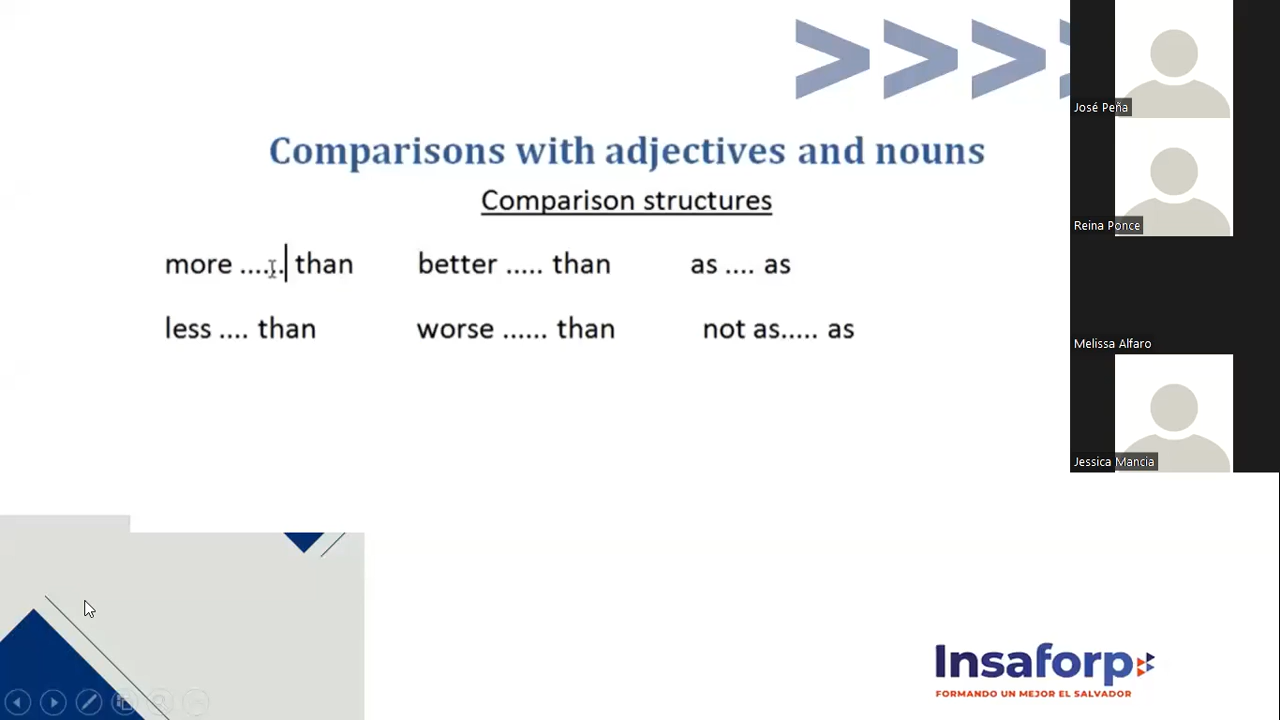 Comparisons with adjectives and nouns
Comparison structures
more ...... than better ..... than as .... as
less .... than worse ...... than not as..... as
José Peña
Reina Ponce
Melissa Alfaro
Jessica Mancia
Insaforp
FORMANDO UN MEJOR EL SALVADOR